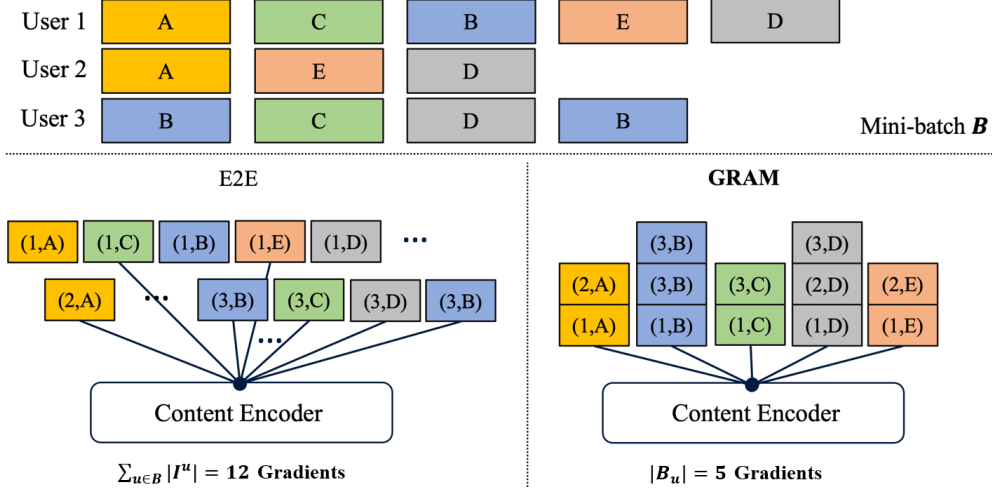 User 1 A C B E D
User 2 A E D
User 3 B C D B
Mini-batch B
E2E
(1,A) (1,C) (1,B) (1,E) (1,D) ...
(2,A) ... (3,B) (3,C) (3,D) (3,B)
...
Content Encoder
∑u∈B |I^u| = 12 Gradients
GRAM
(3,B) (3,D)
(2,A) (3,B) (3,C) (2,D) (2,E)
(1,A) (1,B) (1,C) (1,D) (1,E)
Content Encoder
|B_u| = 5 Gradients